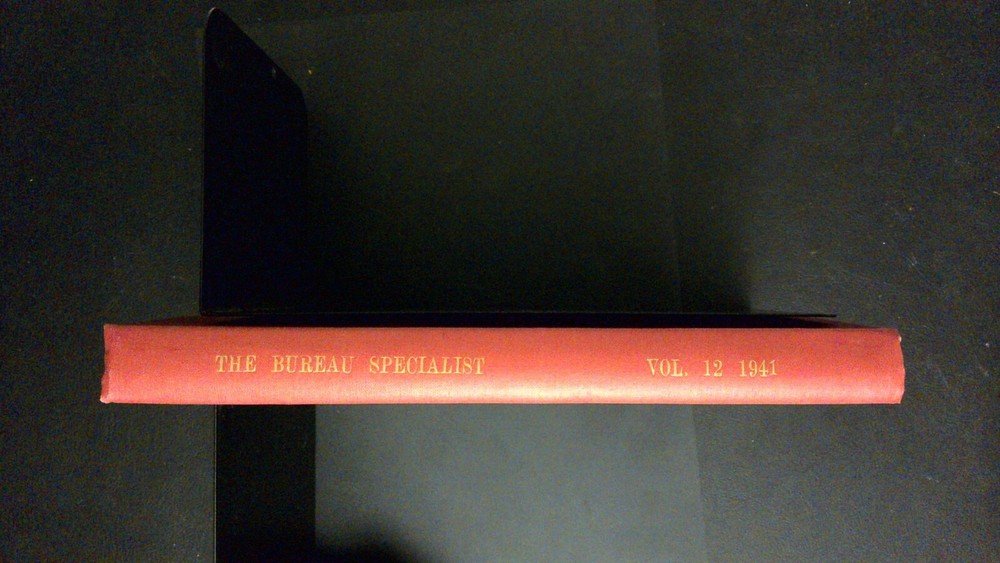 THE BUREAU SPECIALIST VOL. 12 1941